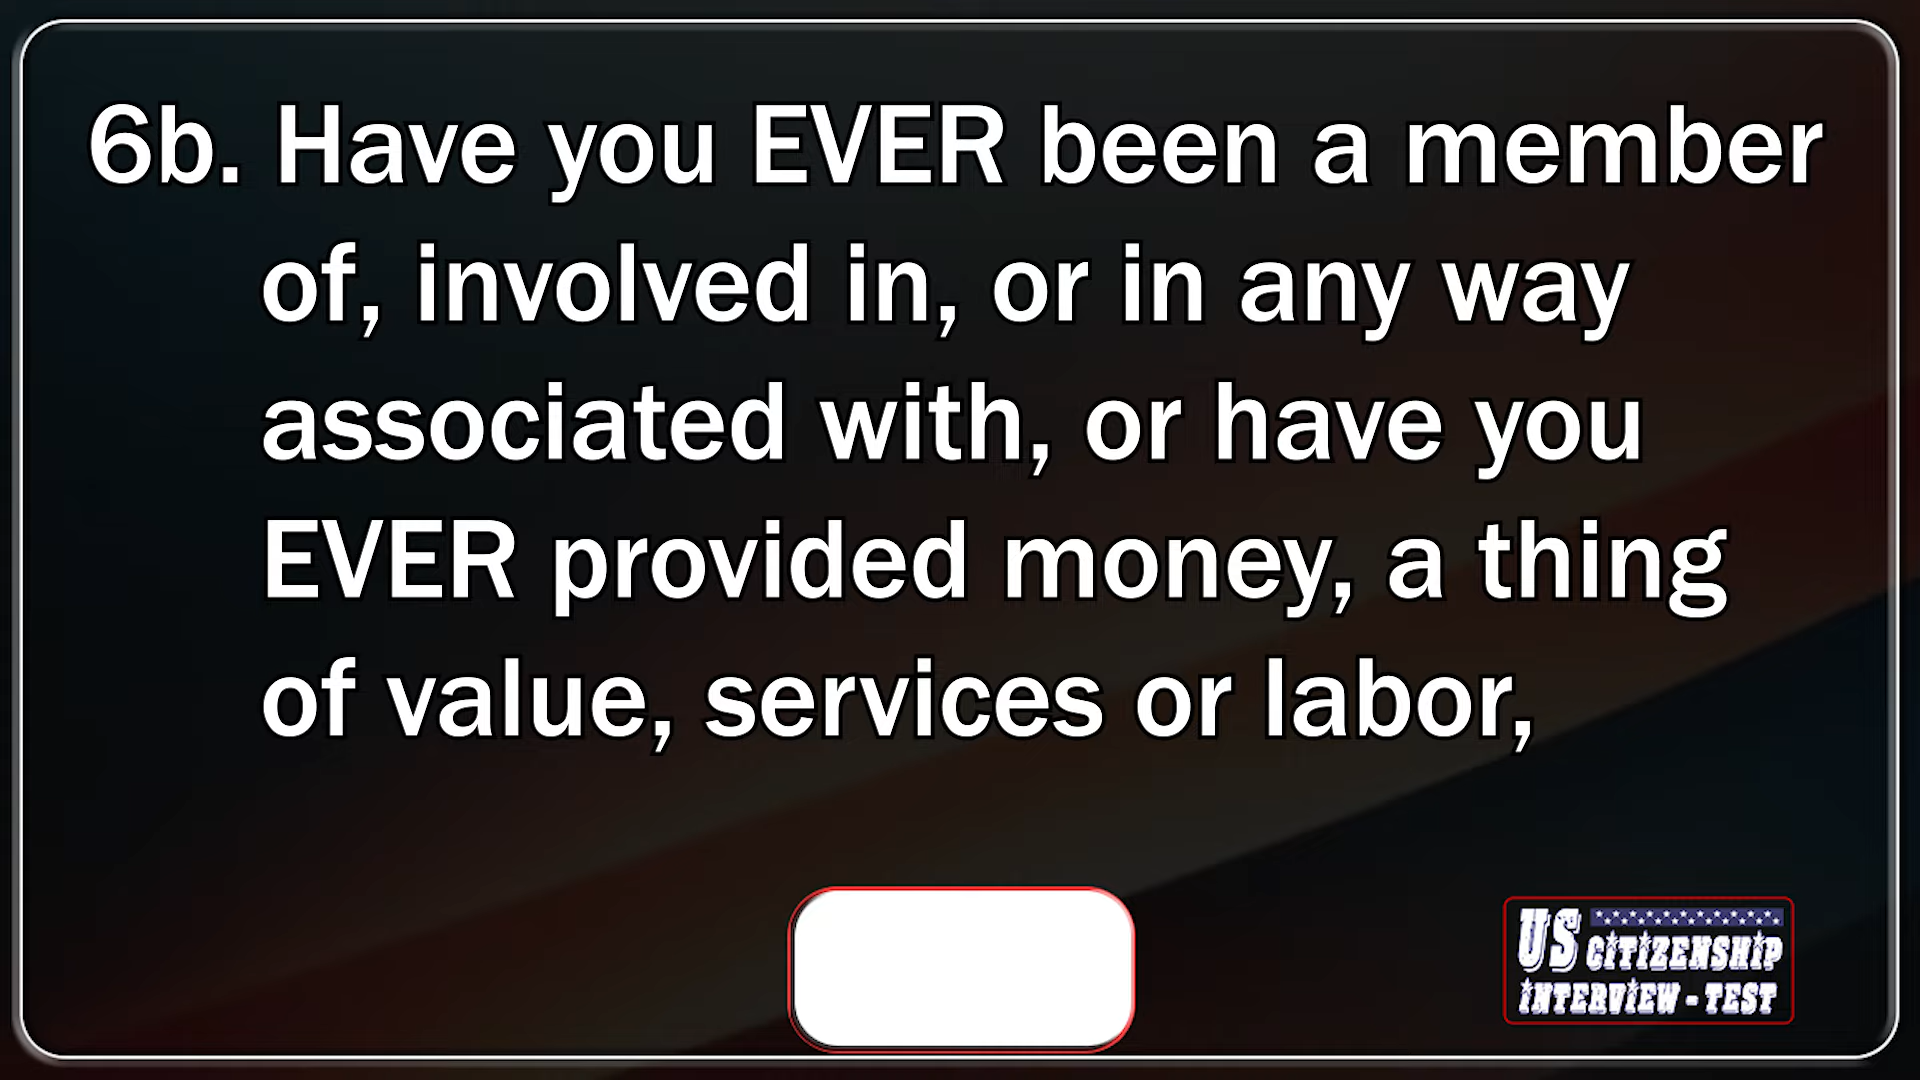 6b. Have you EVER been a member
of, involved in, or in any way
associated with, or have you
EVER provided money, a thing
of value, services or labor,
US CITIZENSHIP
INTERVIEW - TEST